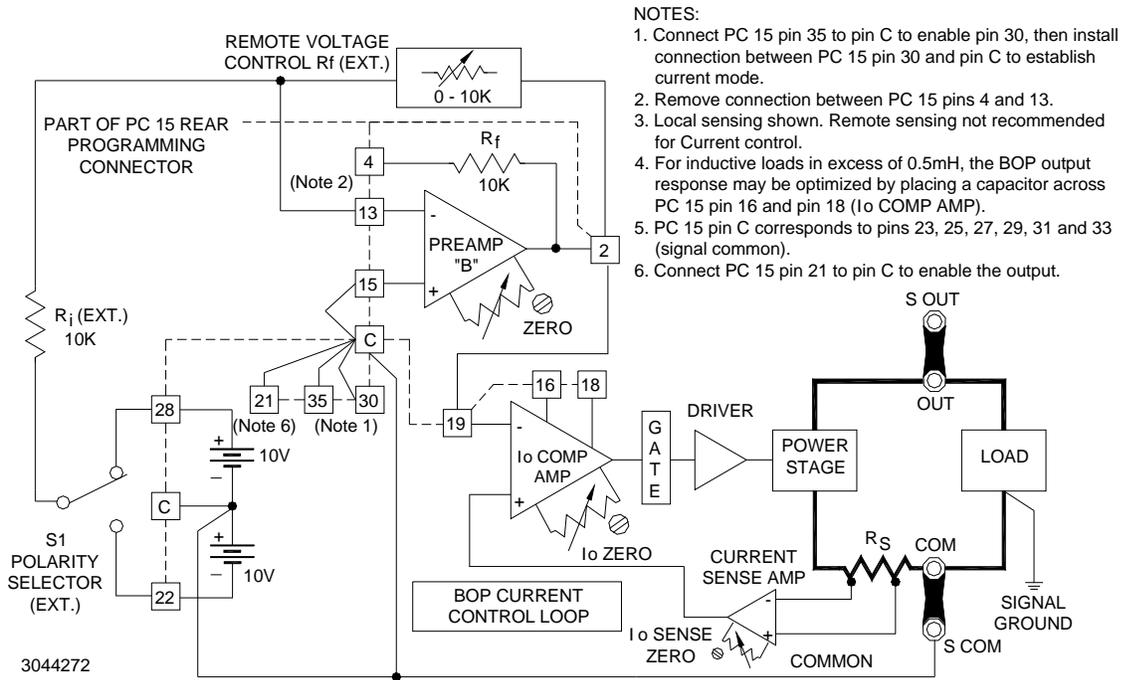 NOTES:
1. Connect PC 15 pin 35 to pin C to enable pin 30, then install
connection between PC 15 pin 30 and pin C to establish
current mode.
2. Remove connection between PC 15 pins 4 and 13.
3. Local sensing shown. Remote sensing not recommended
for Current control.
4. For inductive loads in excess of 0.5mH, the BOP output
response may be optimized by placing a capacitor across
PC 15 pin 16 and pin 18 (Io COMP AMP).
5. PC 15 pin C corresponds to pins 23, 25, 27, 29, 31 and 33
(signal common).
6. Connect PC 15 pin 21 to pin C to enable the output.
REMOTE VOLTAGE
CONTROL Rf (EXT.)
0 - 10K
PART OF PC 15 REAR
PROGRAMMING
CONNECTOR
4
(Note 2)
Rf
10K
13
-
PREAMP
"B"
2
15
+
ZERO
Ri (EXT.)
10K
C
21
35
30
(Note 6)
(Note 1)
16
18
19
-
Io COMP
AMP
+
Io ZERO
G
A
T
E
DRIVER
POWER
STAGE
S OUT
OUT
LOAD
28
+
10V
–
C
+
10V
–
22
S1
POLARITY
SELECTOR
(EXT.)
BOP CURRENT
CONTROL LOOP
CURRENT
SENSE AMP
-
+
RS
COM
SIGNAL
GROUND
Io SENSE
ZERO
COMMON
S COM
3044272